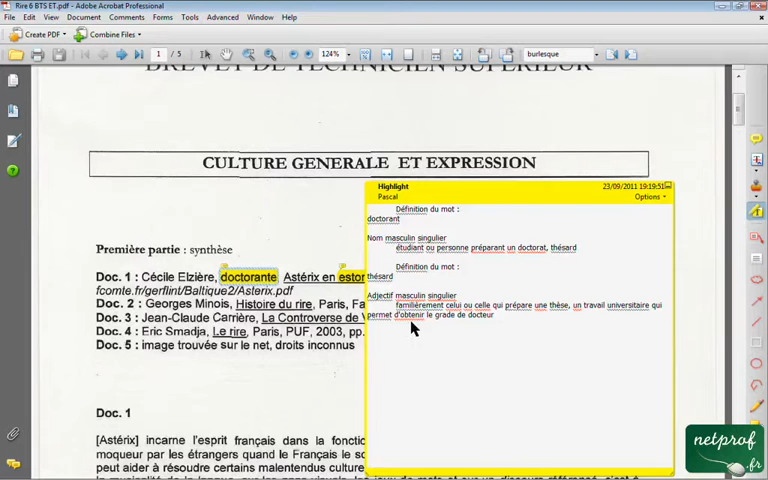 Rire 6 BTS ET.pdf - Adobe Acrobat Professional
File Edit View Document Comments Forms Tools Advanced Window Help
Create PDF Combine Files
1 / 5 124% burlesque
BREVET DE TECHNICIEN SUPERIEUR
CULTURE GENERALE ET EXPRESSION
Première partie : synthèse
Doc. 1 : Cécile Elzière, doctorante Astérix en estor
fcomte.fr/gerflint/Baltique2/Asterix.pdf
Doc. 2 : Georges Minois, Histoire du rire, Paris, Fa
Doc. 3 : Jean-Claude Carrière, La Controverse de V
Doc. 4 : Eric Smadja, Le rire, Paris, PUF, 2003, pp.
Doc. 5 : image trouvée sur le net, droits inconnus
Doc. 1
[Astérix] incarne l'esprit français dans la fonctio
moqueur par les étrangers quand le Français le so
peut aider à résoudre certains malentendus culture
Highlight 23/09/2011 19:19:51
Pascal Options
Définition du mot :
doctorant
Nom masculin singulier
étudiant ou personne préparant un doctorat, thésard
Définition du mot :
thésard
Adjectif masculin singulier
familièrement celui ou celle qui prépare une thèse, un travail universitaire qui
permet d'obtenir le grade de docteur
netprof
.fr